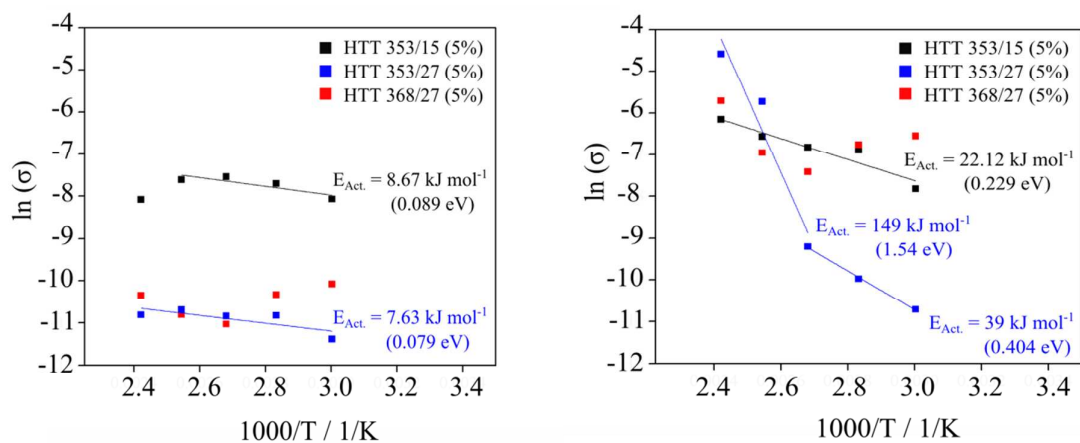 -4
-5
-6
-7
-8
-9
-10
-11
-12
ln (σ)
HTT 353/15 (5%)
HTT 353/27 (5%)
HTT 368/27 (5%)
E_Act. = 8.67 kJ mol⁻¹
(0.089 eV)
E_Act. = 7.63 kJ mol⁻¹
(0.079 eV)
2.4 2.6 2.8 3.0 3.2 3.4
1000/T / 1/K
-4
-5
-6
-7
-8
-9
-10
-11
-12
ln (σ)
HTT 353/15 (5%)
HTT 353/27 (5%)
HTT 368/27 (5%)
E_Act. = 22.12 kJ mol⁻¹
(0.229 eV)
E_Act. = 149 kJ mol⁻¹
(1.54 eV)
E_Act. = 39 kJ mol⁻¹
(0.404 eV)
2.4 2.6 2.8 3.0 3.2 3.4
1000/T / 1/K